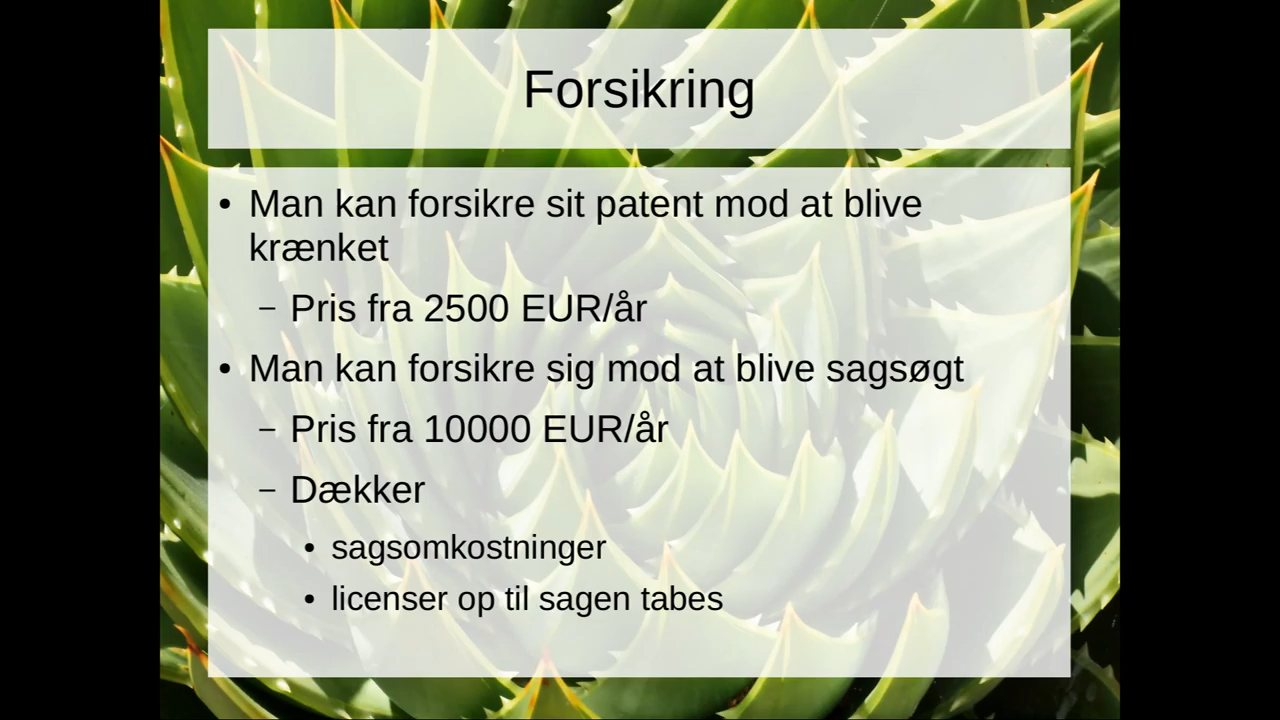 Forsikring
• Man kan forsikre sit patent mod at blive
krænket
– Pris fra 2500 EUR/år
• Man kan forsikre sig mod at blive sagsøgt
– Pris fra 10000 EUR/år
– Dækker
• sagsomkostninger
• licenser op til sagen tabes